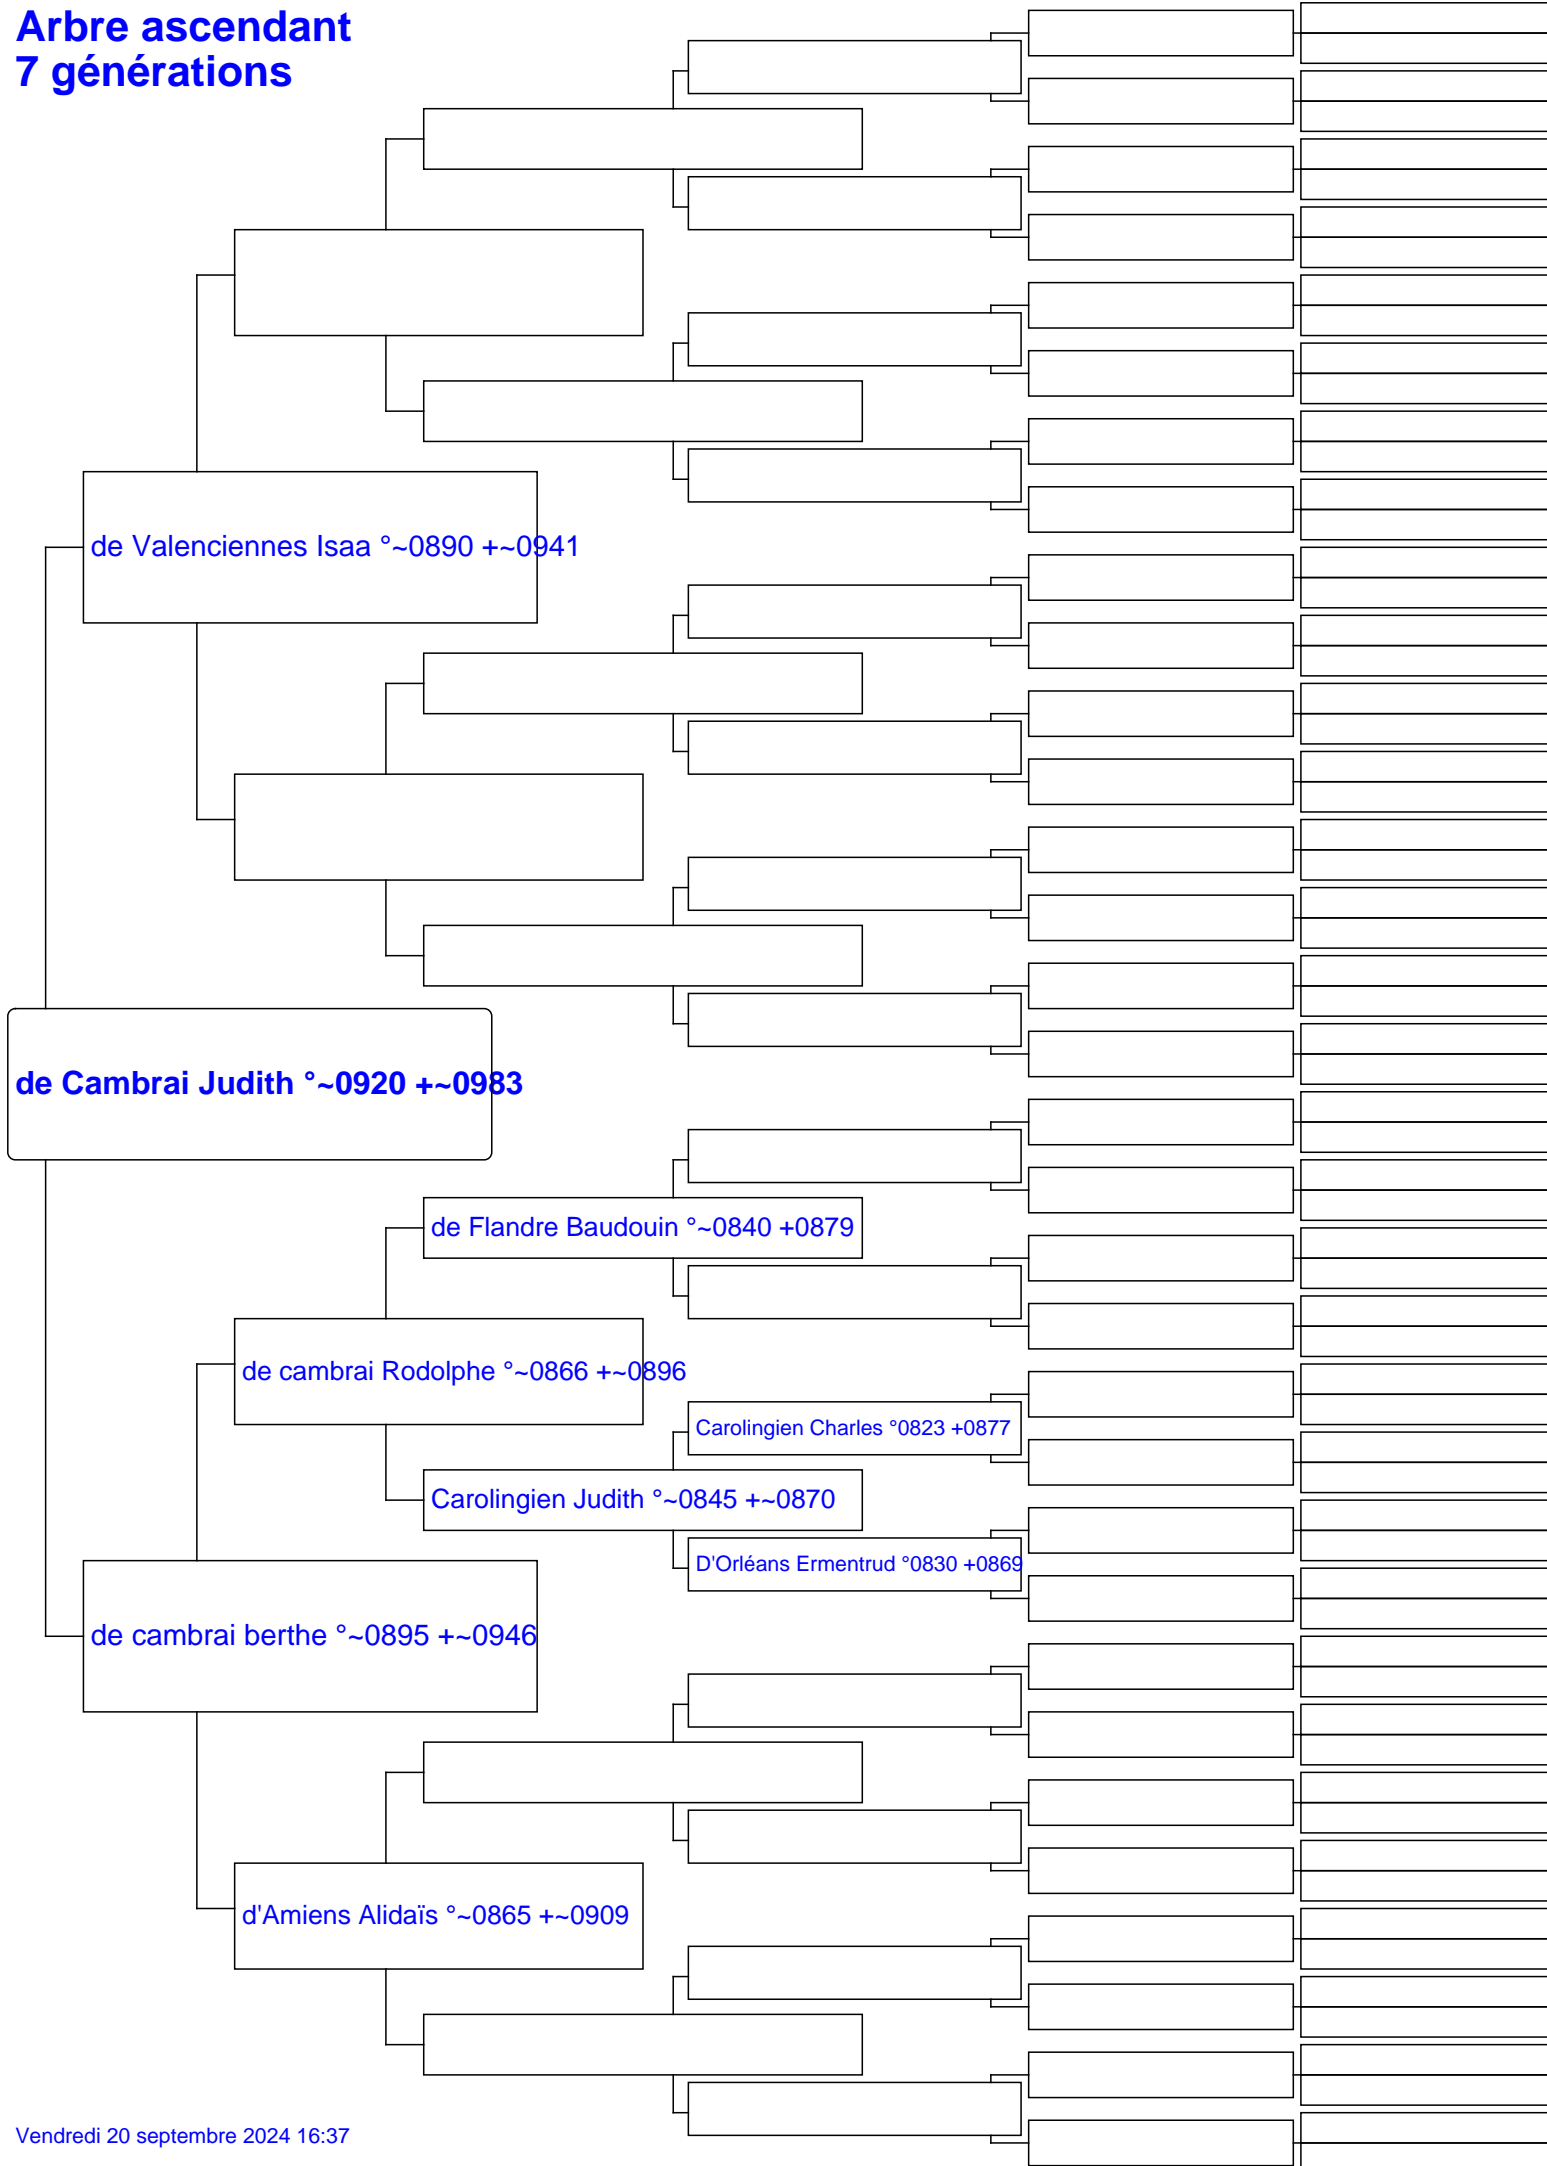 Arbre ascendant
7 générations
de Valenciennes Isaa °~0890 +~0941
de Cambrai Judith °~0920 +~0983
de Flandre Baudouin °~0840 +0879
de cambrai Rodolphe °~0866 +~0896
Carolingien Charles °0823 +0877
Carolingien Judith °~0845 +~0870
D'Orléans Ermentrud °0830 +0869
de cambrai berthe °~0895 +~0946
d'Amiens Alidaïs °~0865 +~0909
Vendredi 20 septembre 2024 16:37